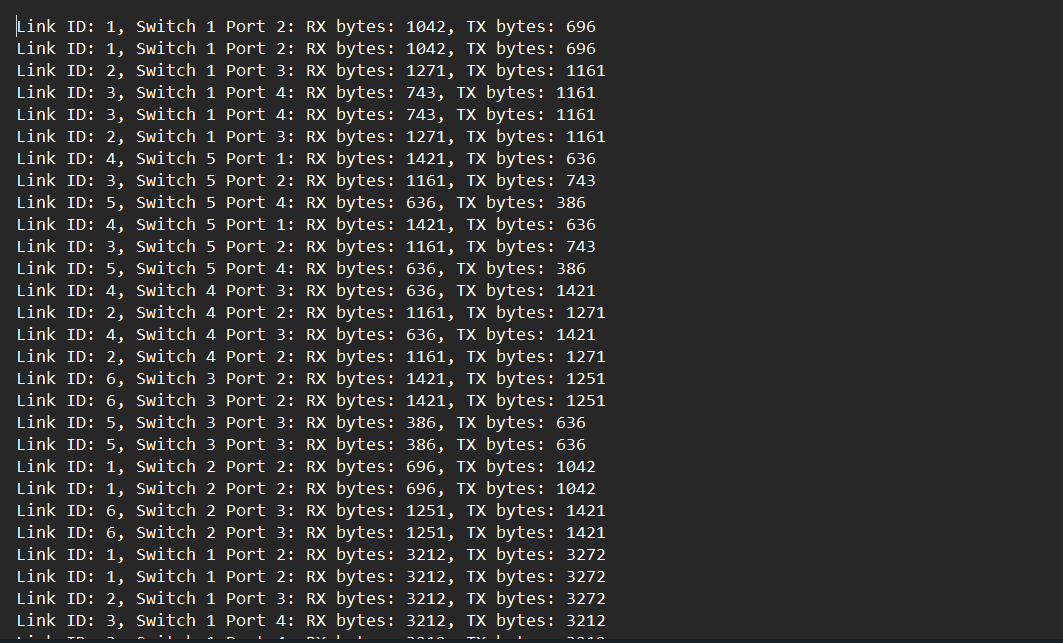 Link ID: 1, Switch 1 Port 2: RX bytes: 1042, TX bytes: 696
Link ID: 1, Switch 1 Port 2: RX bytes: 1042, TX bytes: 696
Link ID: 2, Switch 1 Port 3: RX bytes: 1271, TX bytes: 1161
Link ID: 3, Switch 1 Port 4: RX bytes: 743, TX bytes: 1161
Link ID: 3, Switch 1 Port 4: RX bytes: 743, TX bytes: 1161
Link ID: 2, Switch 1 Port 3: RX bytes: 1271, TX bytes: 1161
Link ID: 4, Switch 5 Port 1: RX bytes: 1421, TX bytes: 636
Link ID: 3, Switch 5 Port 2: RX bytes: 1161, TX bytes: 743
Link ID: 5, Switch 5 Port 4: RX bytes: 636, TX bytes: 386
Link ID: 4, Switch 5 Port 1: RX bytes: 1421, TX bytes: 636
Link ID: 3, Switch 5 Port 2: RX bytes: 1161, TX bytes: 743
Link ID: 5, Switch 5 Port 4: RX bytes: 636, TX bytes: 386
Link ID: 4, Switch 4 Port 3: RX bytes: 636, TX bytes: 1421
Link ID: 2, Switch 4 Port 2: RX bytes: 1161, TX bytes: 1271
Link ID: 4, Switch 4 Port 3: RX bytes: 636, TX bytes: 1421
Link ID: 2, Switch 4 Port 2: RX bytes: 1161, TX bytes: 1271
Link ID: 6, Switch 3 Port 2: RX bytes: 1421, TX bytes: 1251
Link ID: 6, Switch 3 Port 2: RX bytes: 1421, TX bytes: 1251
Link ID: 5, Switch 3 Port 3: RX bytes: 386, TX bytes: 636
Link ID: 5, Switch 3 Port 3: RX bytes: 386, TX bytes: 636
Link ID: 1, Switch 2 Port 2: RX bytes: 696, TX bytes: 1042
Link ID: 1, Switch 2 Port 2: RX bytes: 696, TX bytes: 1042
Link ID: 6, Switch 2 Port 3: RX bytes: 1251, TX bytes: 1421
Link ID: 6, Switch 2 Port 3: RX bytes: 1251, TX bytes: 1421
Link ID: 1, Switch 1 Port 2: RX bytes: 3212, TX bytes: 3272
Link ID: 1, Switch 1 Port 2: RX bytes: 3212, TX bytes: 3272
Link ID: 2, Switch 1 Port 3: RX bytes: 3212, TX bytes: 3272
Link ID: 3, Switch 1 Port 4: RX bytes: 3212, TX bytes: 3212